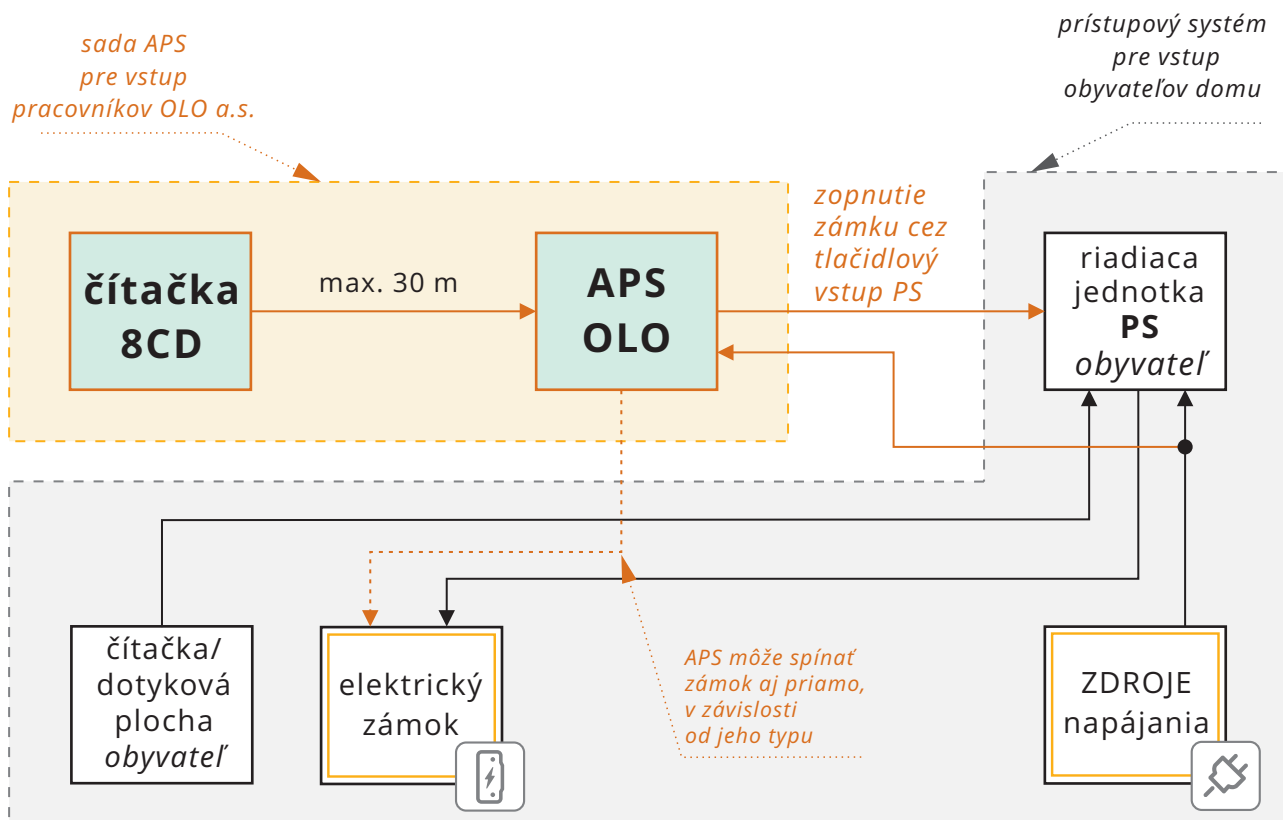 sada APS
pre vstup
pracovníkov OLO a.s.
prístupový systém
pre vstup
obyvateľov domu
čítačka
8CD
max. 30 m
APS
OLO
zopnutie
zámku cez
tlačidlový
vstup PS
riadiaca
jednotka
PS
obyvateľ
čítačka/
dotyková
plocha
obyvateľ
elektrický
zámok
APS môže spínať
zámok aj priamo,
v závislosti
od jeho typu
ZDROJE
napájania